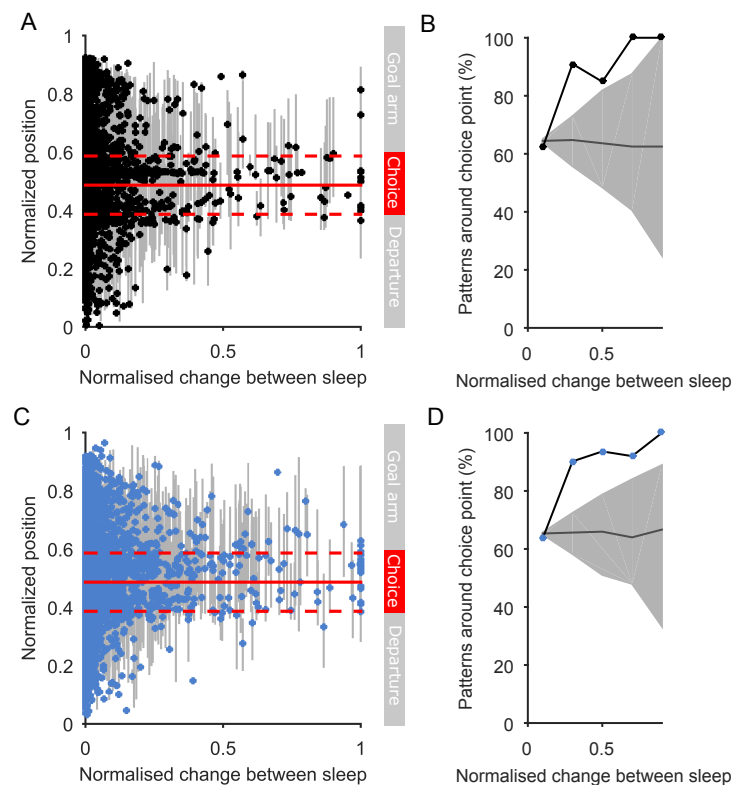 A
Normalized position
1
0.8
0.6
0.4
0.2
0
0
0.5
1
Normalised change between sleep
Goal arm
Choice
Departure
B
Patterns around choice point (%)
100
80
60
40
20
0
0.5
Normalised change between sleep
C
Normalized position
1
0.8
0.6
0.4
0.2
0
0
0.5
1
Normalised change between sleep
Goal arm
Choice
Departure
D
Patterns around choice point (%)
100
80
60
40
20
0
0.5
Normalised change between sleep